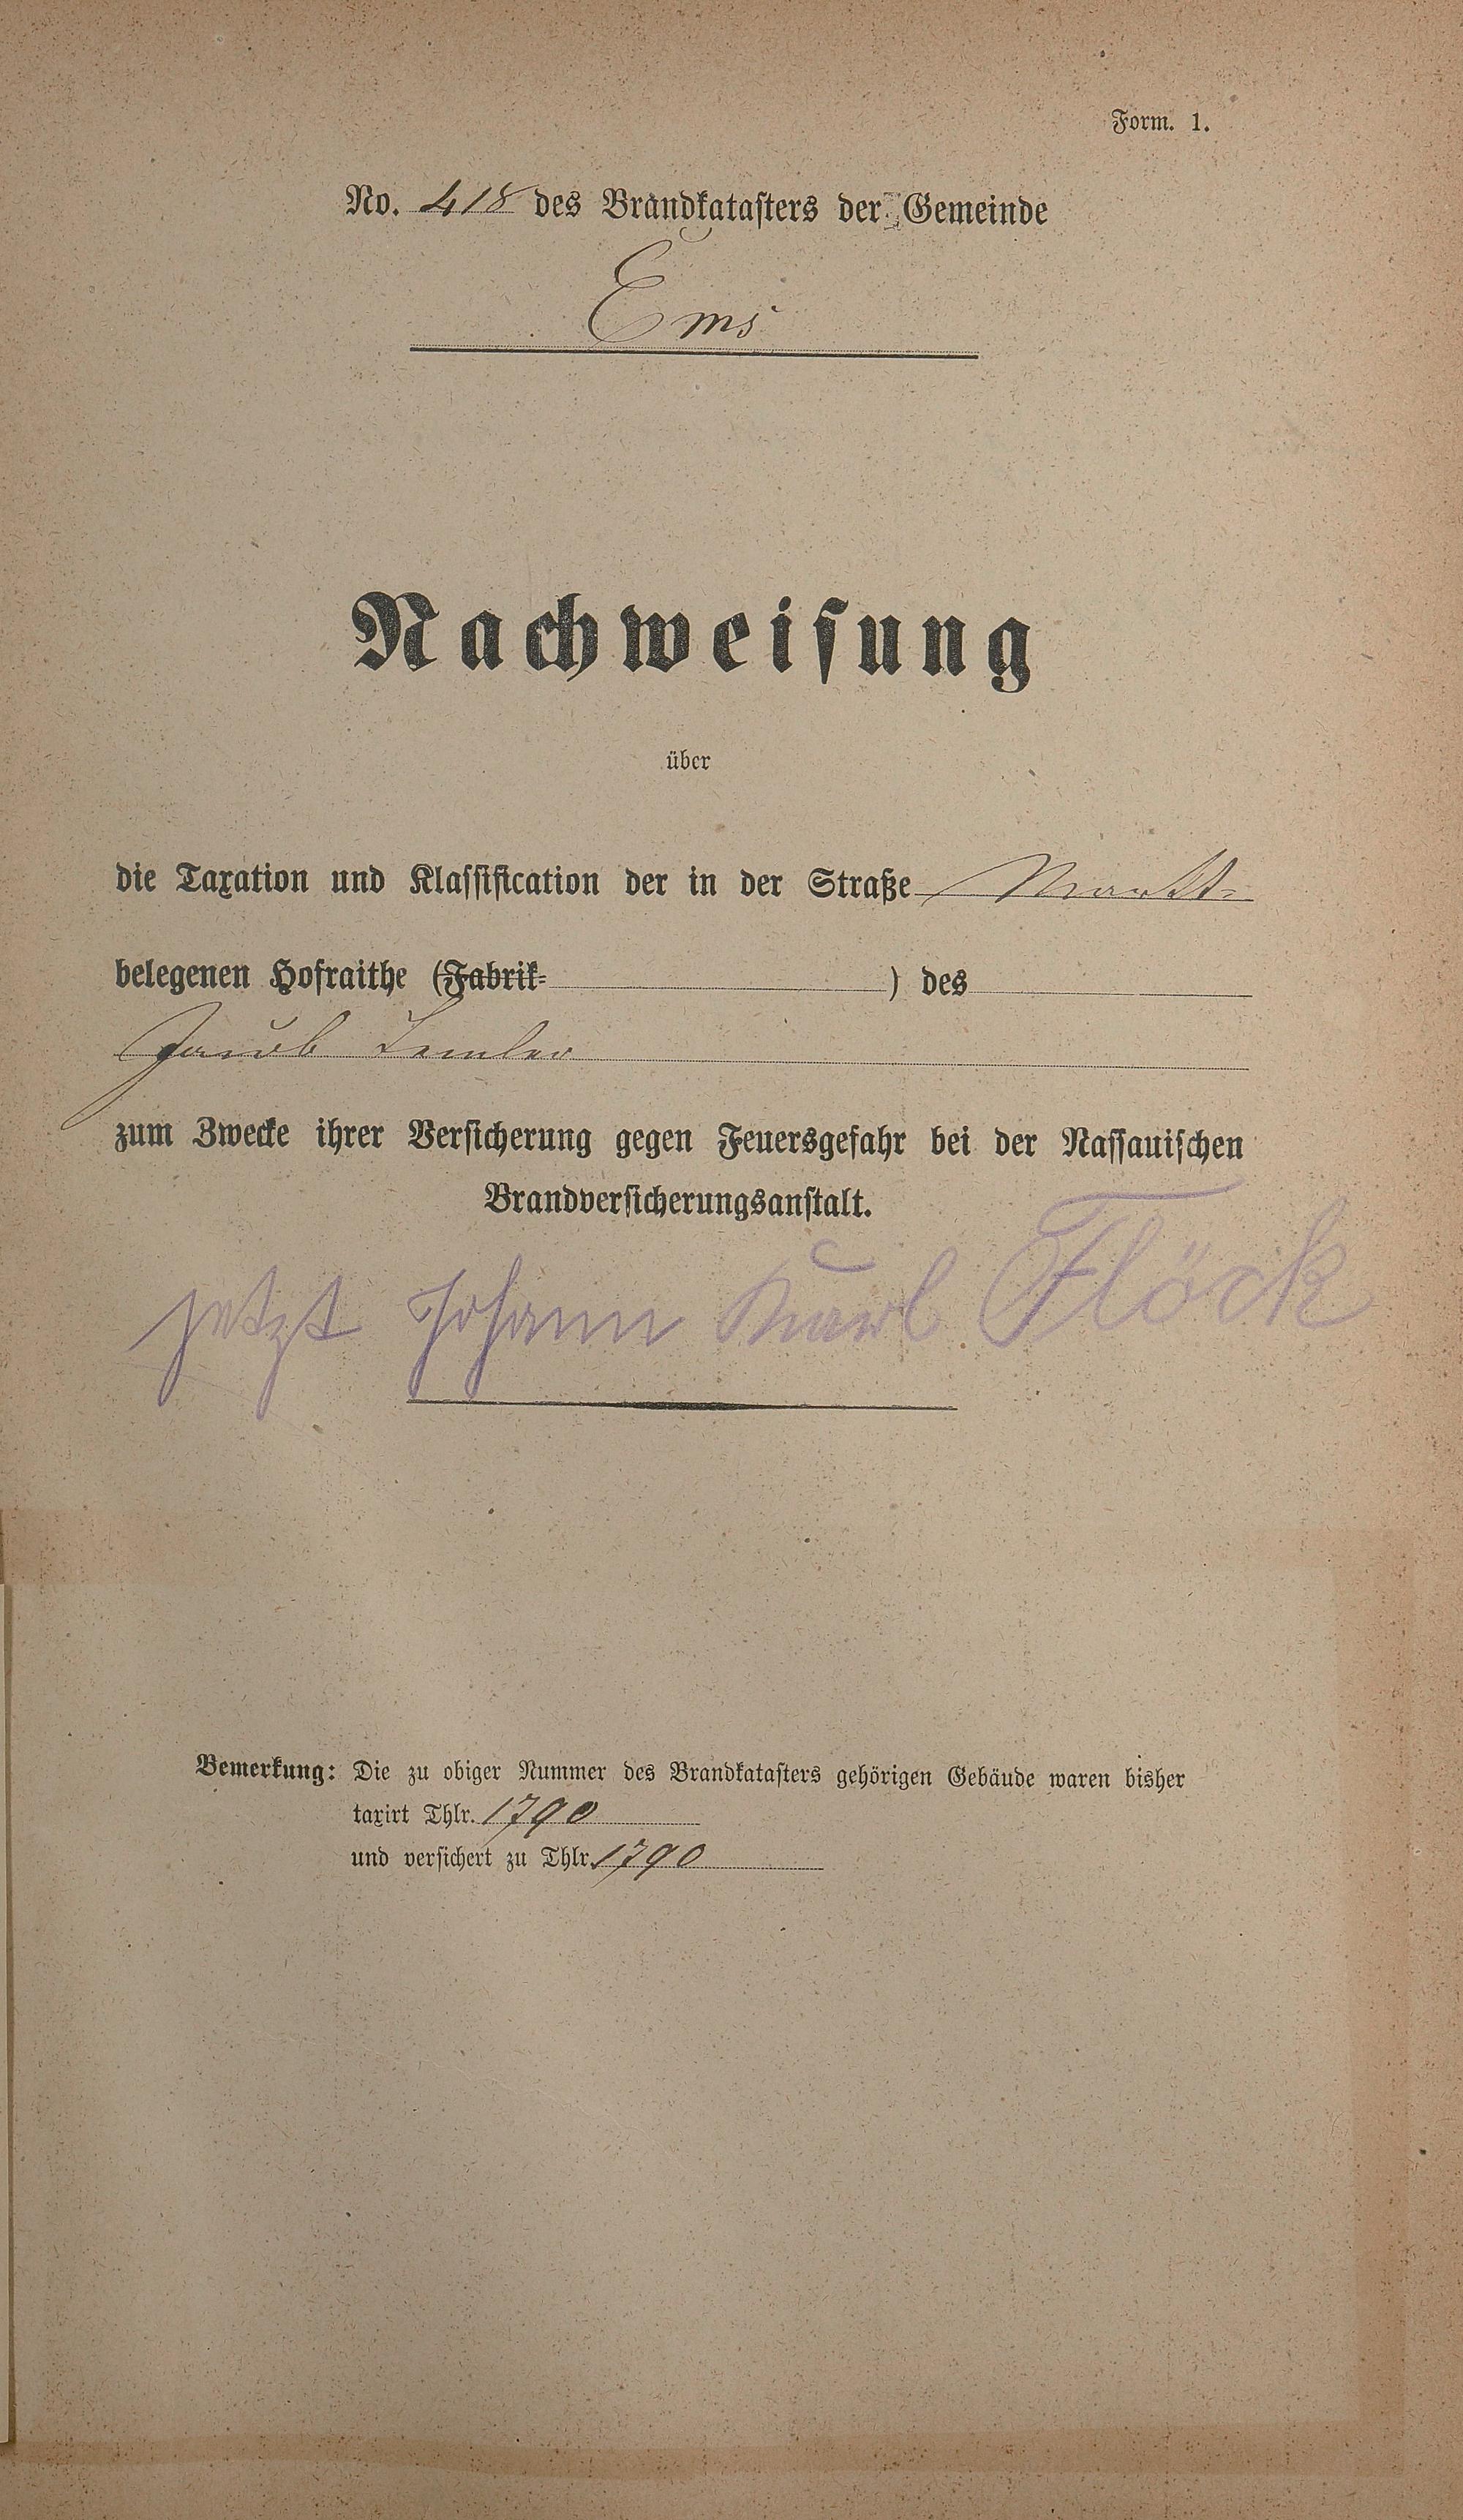 Form. 1.
No. 418 des Brandkatasters der Gemeinde
Ems
Nachweisung
über
die Taxation und Klassification der in der Straße Markt-
belegenen Hofraithe (Fabrik- ) des
Jacob Lemler
zum Zwecke ihrer Versicherung gegen Feuersgefahr bei der Nassauischen
Brandversicherungsanstalt.
jetzt Johann Karl Flöck
Bemerkung: Die zu obiger Nummer des Brandkatasters gehörigen Gebäude waren bisher
taxirt Thlr. 1790
und versichert zu Thlr. 1790